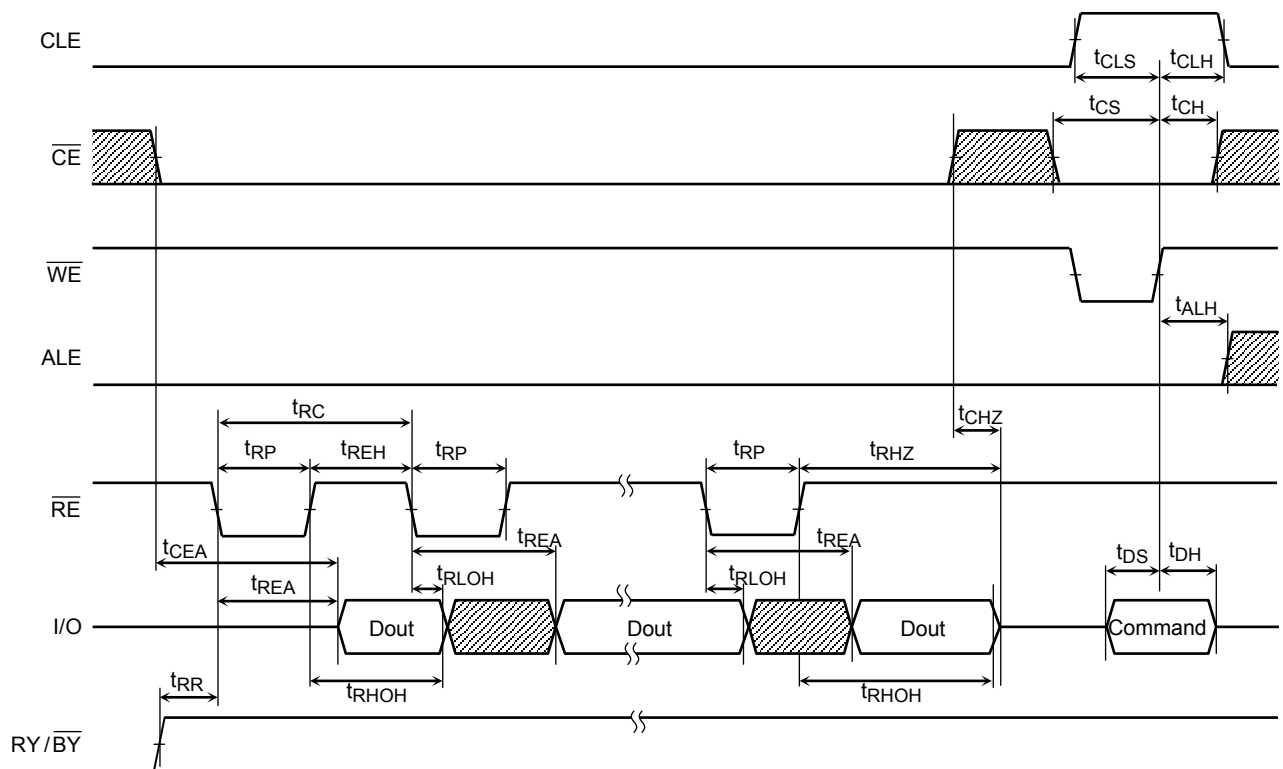 CLE
tCLS tCLH
tCS tCH
CE
WE
tALH
ALE
tRC tCHZ
tRP tREH tRP tRP tRHZ
RE
tCEA tREA tREA tDS tDH
tREA tRLOH tRLOH
I/O Dout Dout Dout Command
tRR tRHOH tRHOH
RY/BY